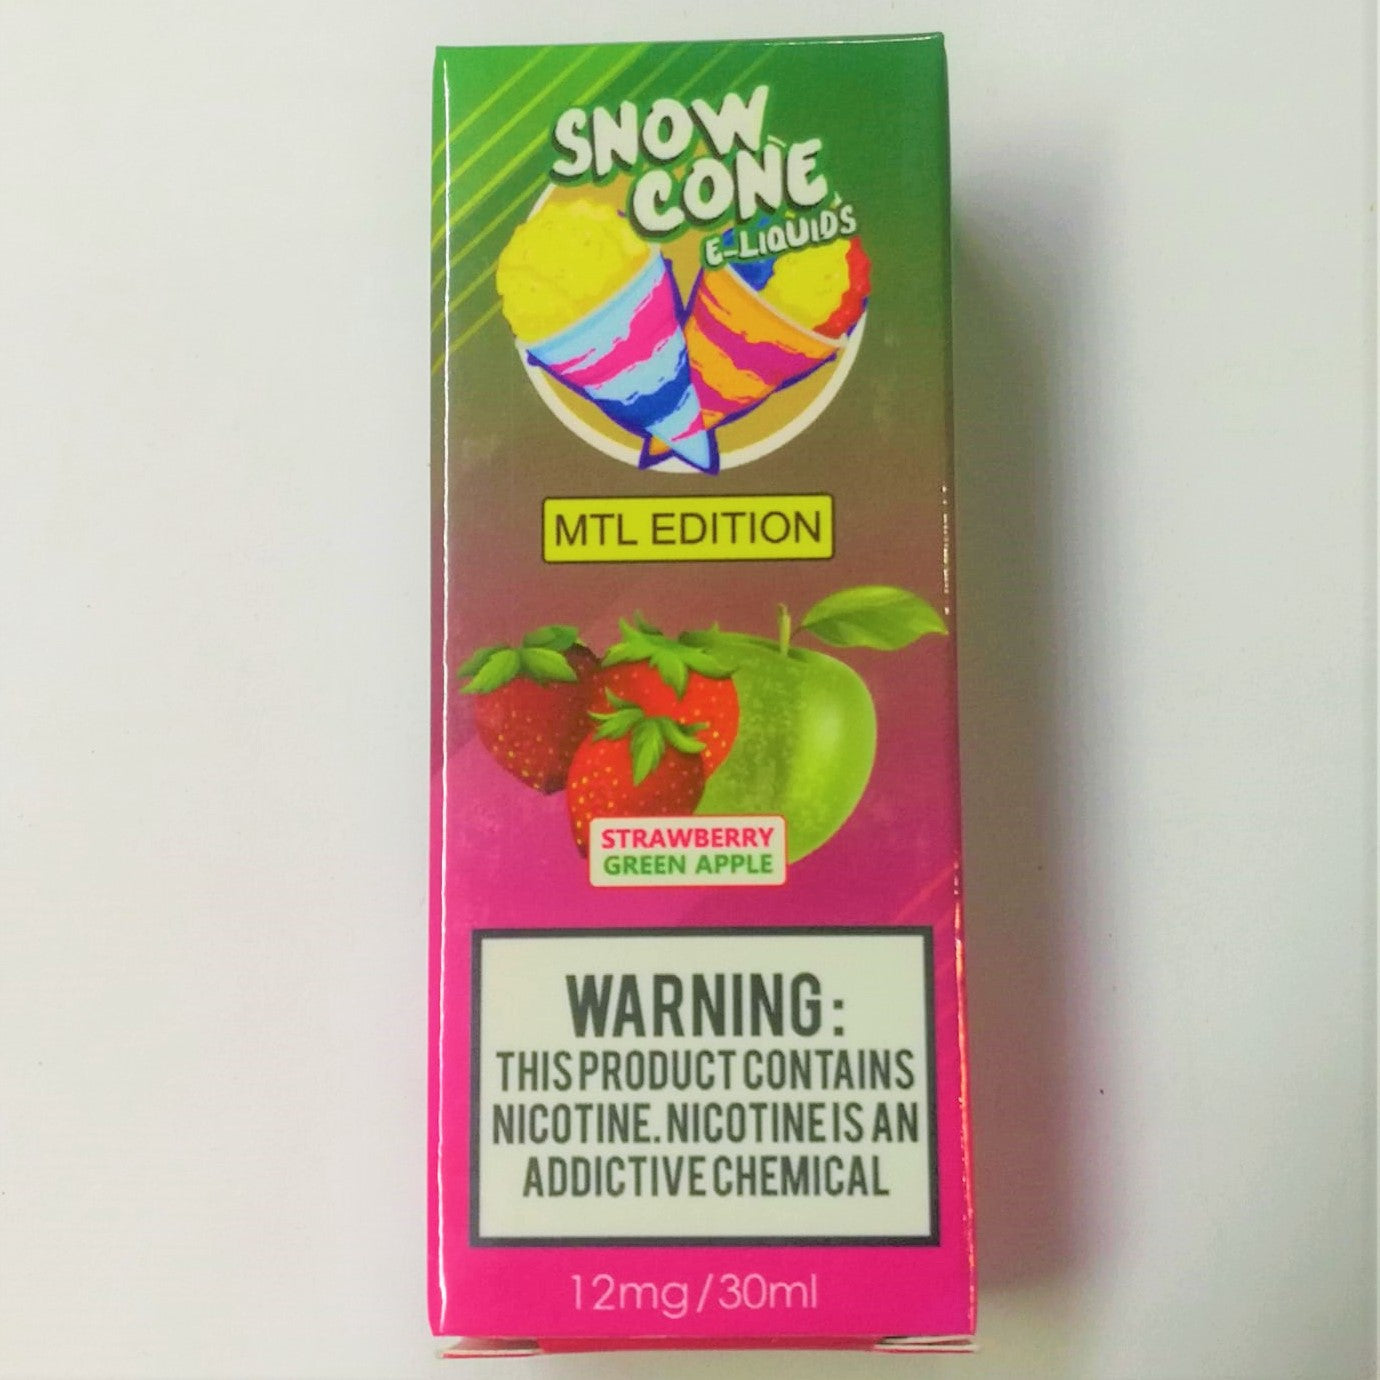 SNOW
CONE
E-LIQUIDS
MTL EDITION
STRAWBERRY
GREEN APPLE
WARNING:
THIS PRODUCT CONTAINS
NICOTINE. NICOTINE IS AN
ADDICTIVE CHEMICAL
12mg/30ml